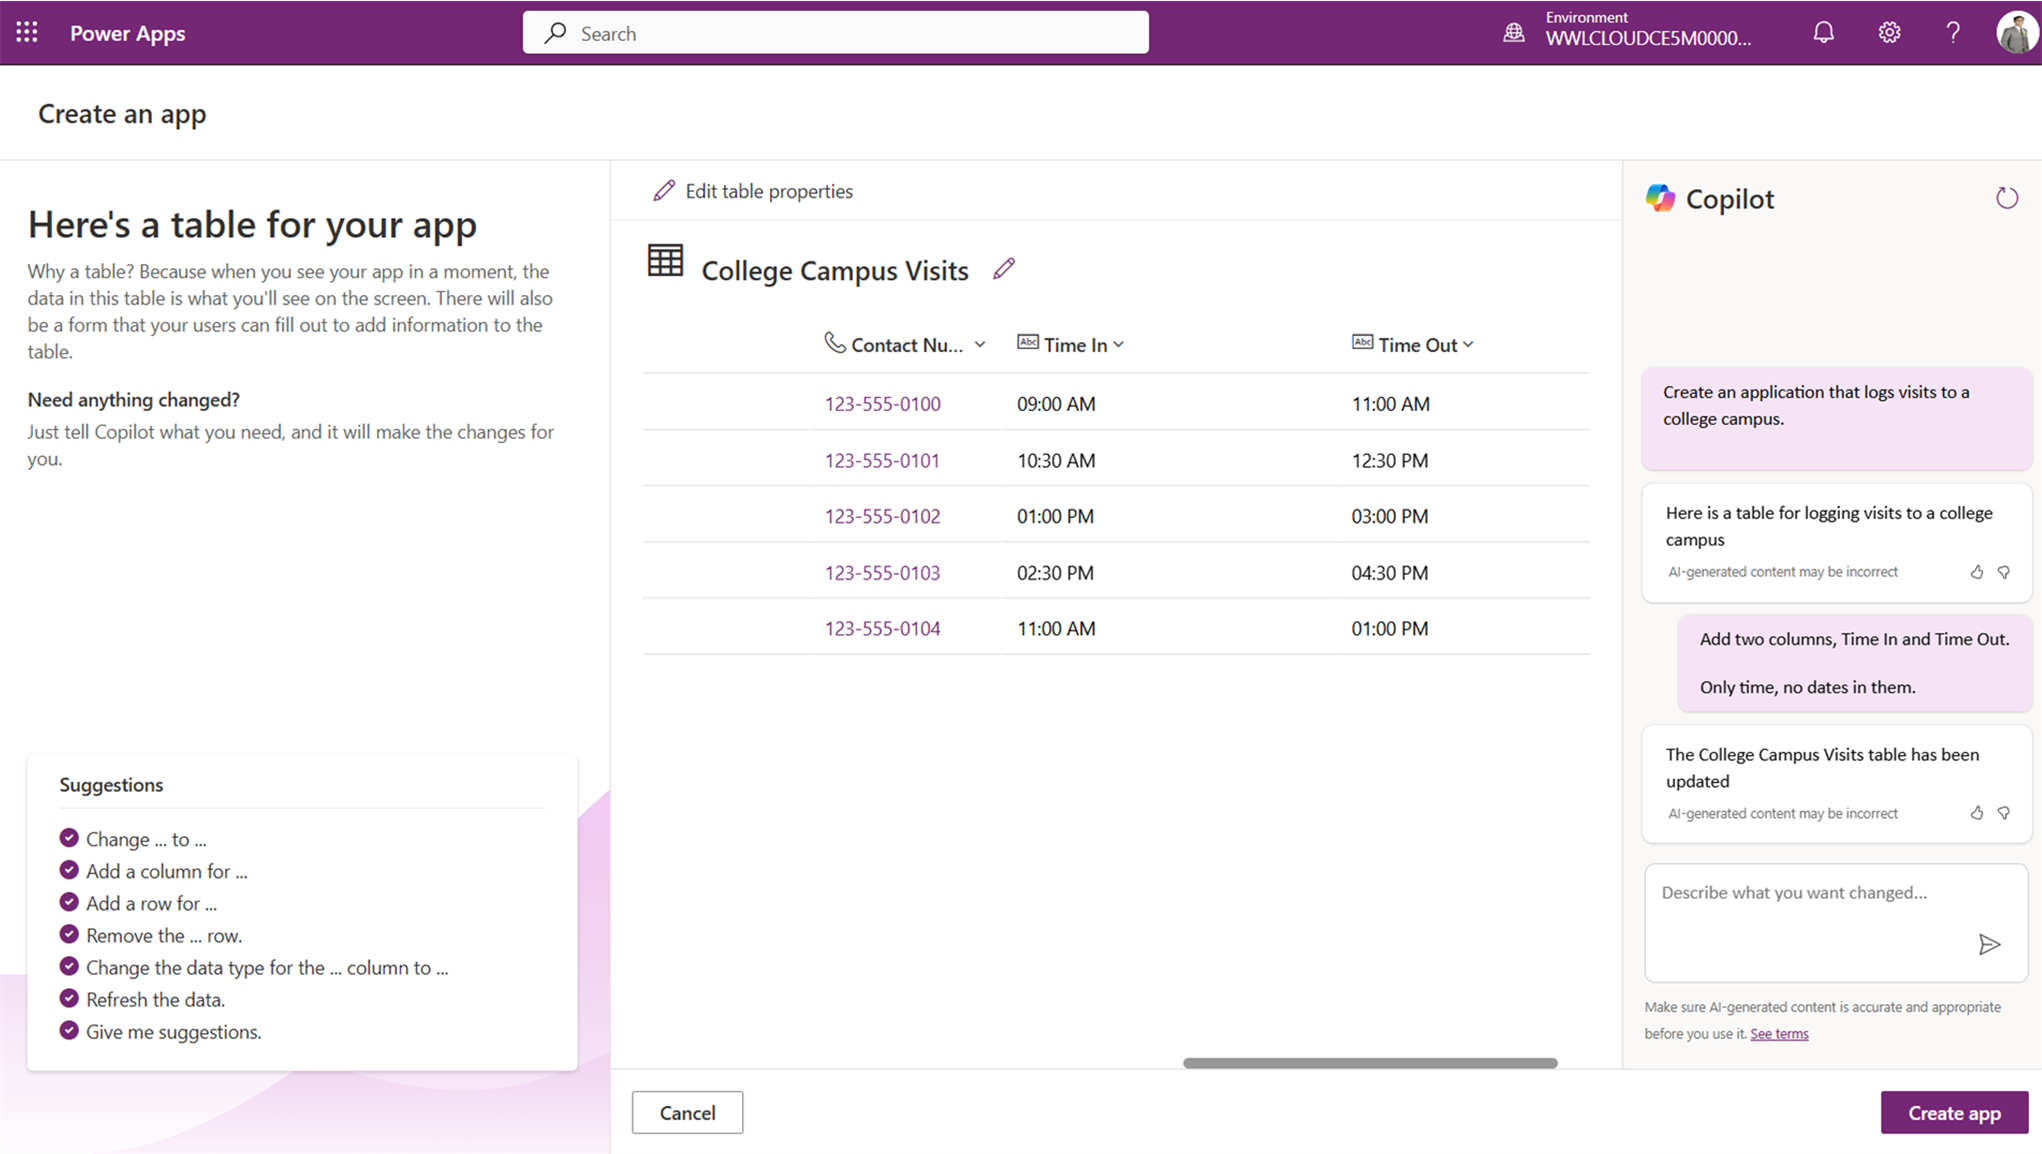 Power Apps
Search
Environment
WWLCLOUDCE5M0000...
Create an app
Here's a table for your app
Why a table? Because when you see your app in a moment, the
data in this table is what you'll see on the screen. There will also
be a form that your users can fill out to add information to the
table.
Need anything changed?
Just tell Copilot what you need, and it will make the changes for
you.
Suggestions
Change ... to ...
Add a column for ...
Add a row for ...
Remove the ... row.
Change the data type for the ... column to ...
Refresh the data.
Give me suggestions.
Edit table properties
College Campus Visits
Contact Nu... Abc Time In Abc Time Out
123-555-0100 09:00 AM 11:00 AM
123-555-0101 10:30 AM 12:30 PM
123-555-0102 01:00 PM 03:00 PM
123-555-0103 02:30 PM 04:30 PM
123-555-0104 11:00 AM 01:00 PM
Cancel
Copilot
Create an application that logs visits to a
college campus.
Here is a table for logging visits to a college
campus
AI-generated content may be incorrect
Add two columns, Time In and Time Out.
Only time, no dates in them.
The College Campus Visits table has been
updated
AI-generated content may be incorrect
Describe what you want changed...
Make sure AI-generated content is accurate and appropriate
before you use it. See terms
Create app